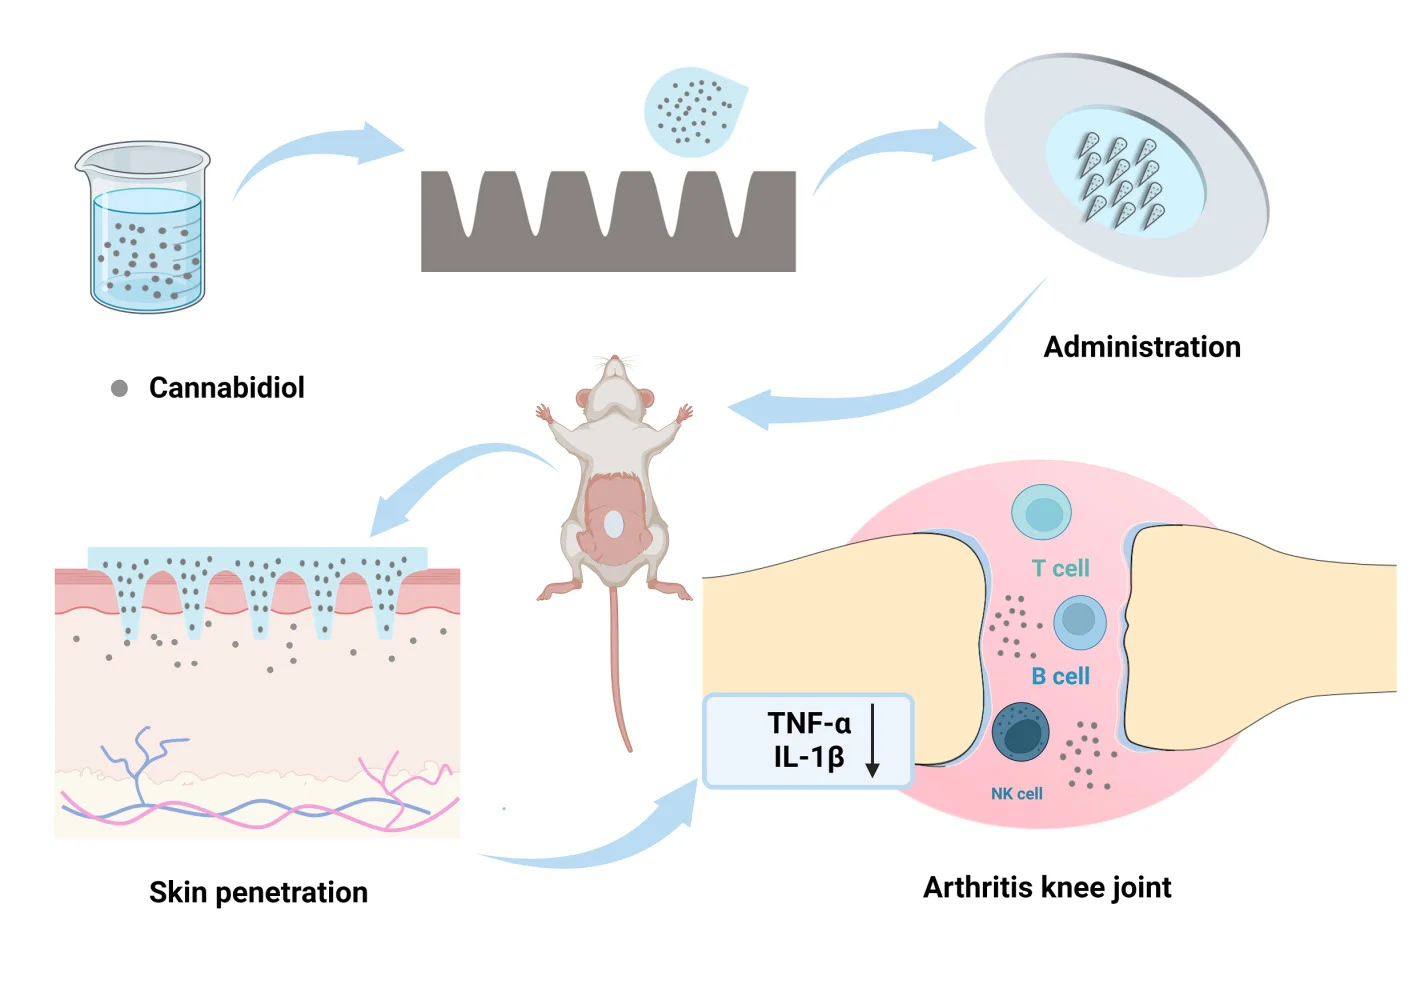 Cannabidiol
Administration
T cell
B cell
TNF-α
IL-1β
NK cell
Skin penetration
Arthritis knee joint